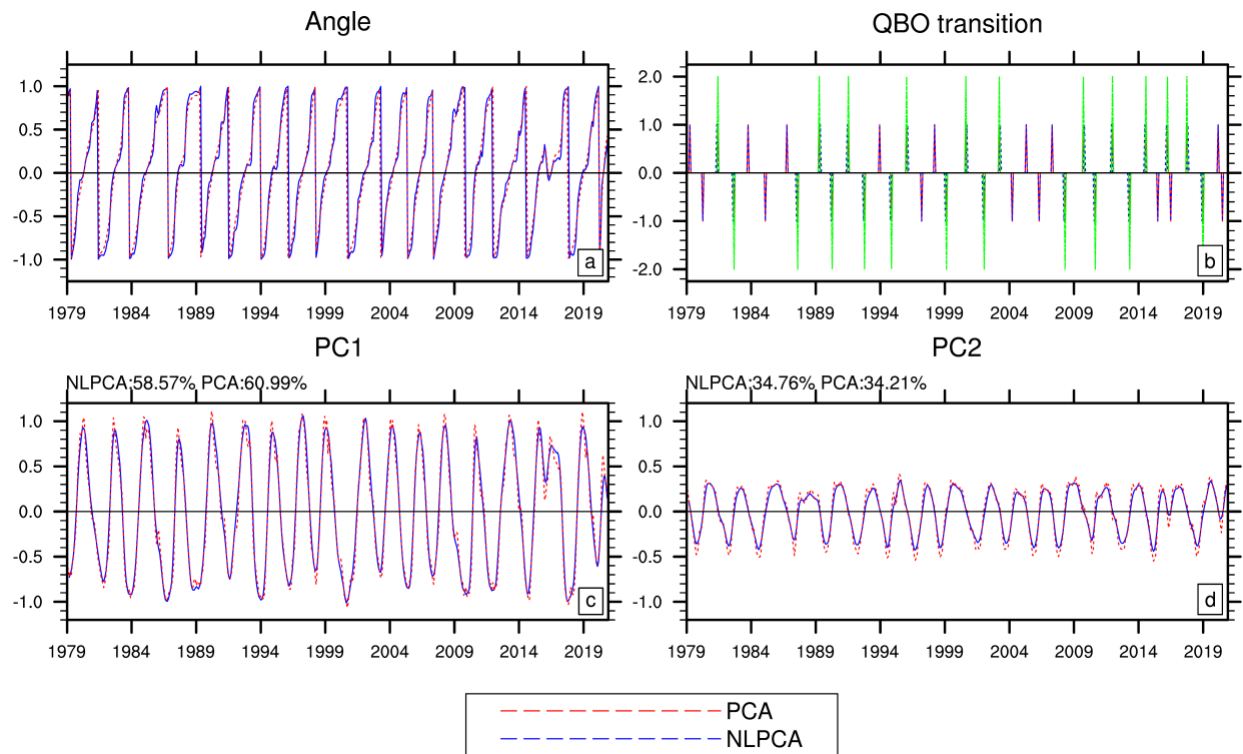 Angle
QBO transition
1.0
0.5
0.0
-0.5
-1.0
a
1979 1984 1989 1994 1999 2004 2009 2014 2019
2.0
1.0
0.0
-1.0
-2.0
b
1979 1984 1989 1994 1999 2004 2009 2014 2019
PC1
NLPCA:58.57% PCA:60.99%
1.0
0.5
0.0
-0.5
-1.0
c
1979 1984 1989 1994 1999 2004 2009 2014 2019
PC2
NLPCA:34.76% PCA:34.21%
1.0
0.5
0.0
-0.5
-1.0
d
1979 1984 1989 1994 1999 2004 2009 2014 2019
PCA
NLPCA